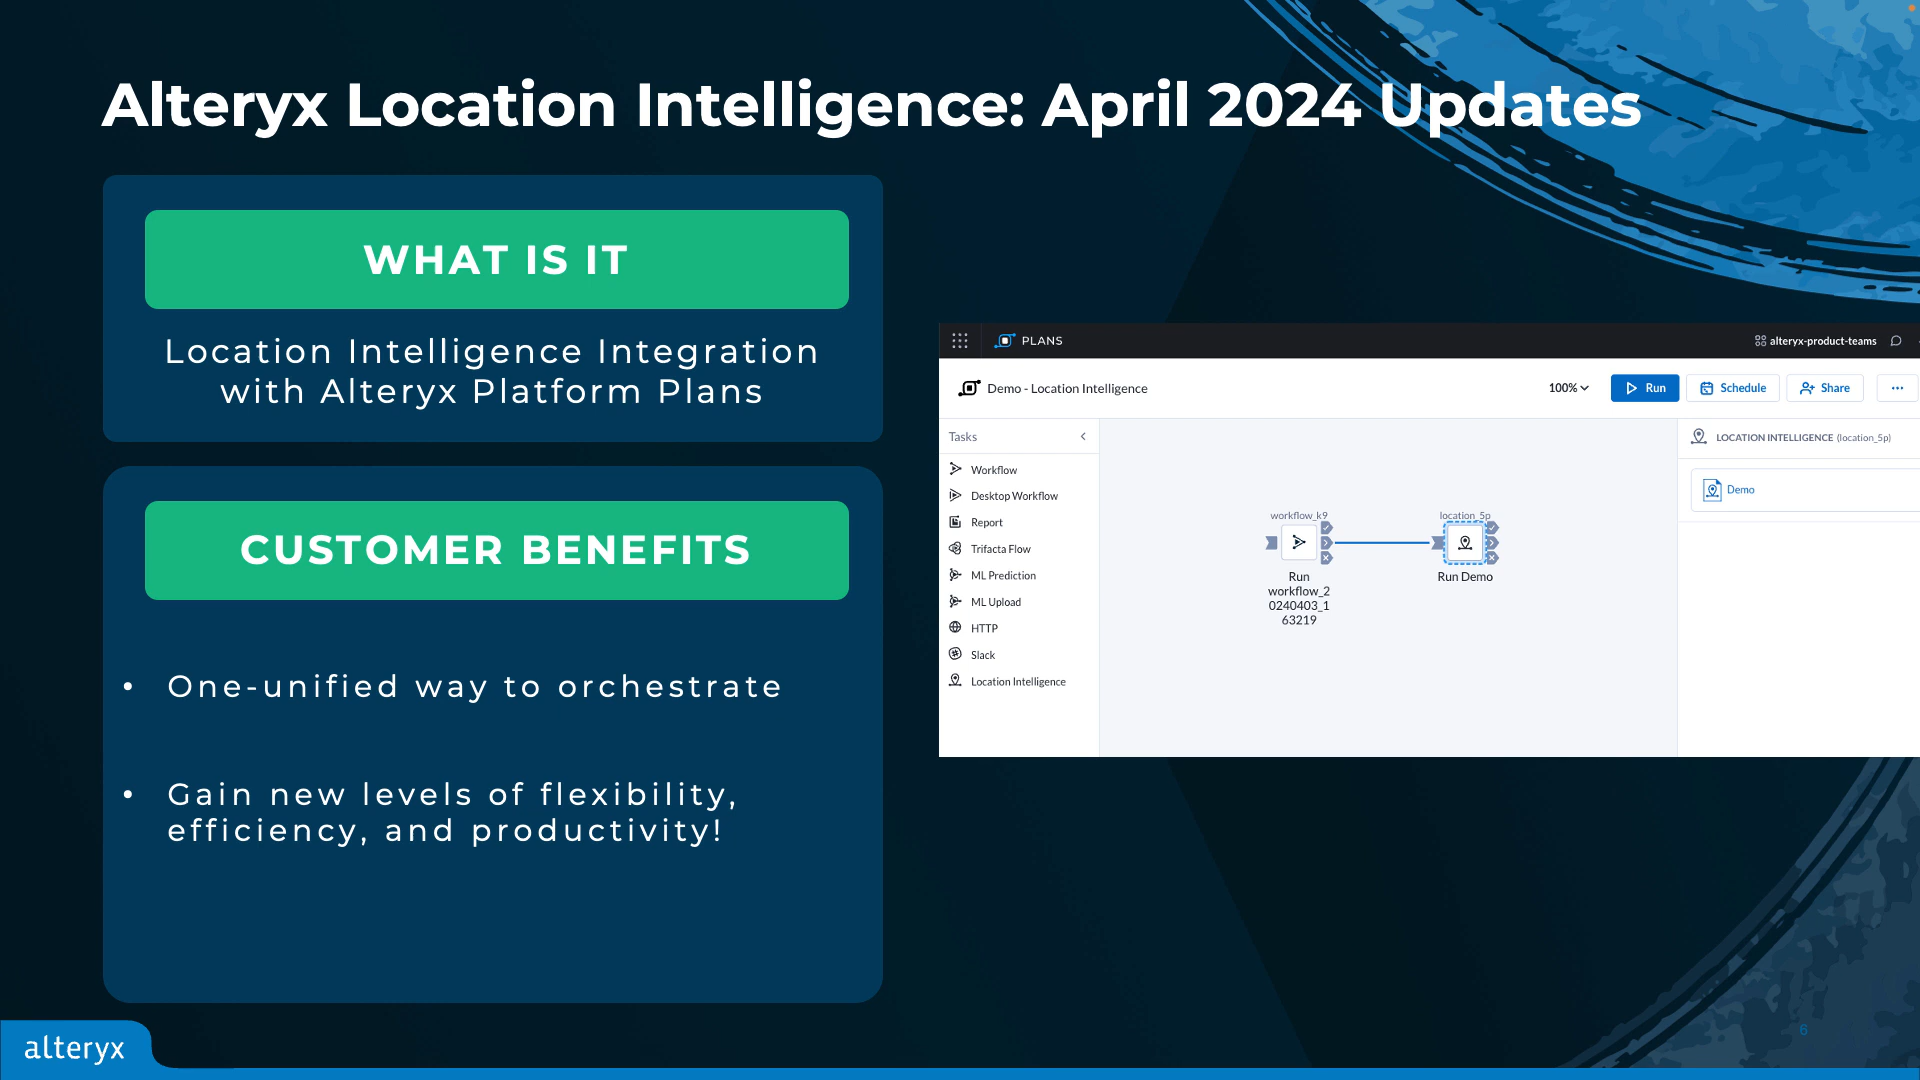 Alteryx Location Intelligence: April 2024 Updates
WHAT IS IT
Location Intelligence Integration
with Alteryx Platform Plans
CUSTOMER BENEFITS
• One-unified way to orchestrate
• Gain new levels of flexibility,
efficiency, and productivity!
PLANS
alteryx-product-teams
Demo - Location Intelligence
100%
Run
Schedule
Share
Tasks
Workflow
Desktop Workflow
Report
Trifacta Flow
ML Prediction
ML Upload
HTTP
Slack
Location Intelligence
workflow_k9
Run
workflow_2
0240403_1
63219
location_5p
Run Demo
LOCATION INTELLIGENCE (location_5p)
Demo
alteryx
6